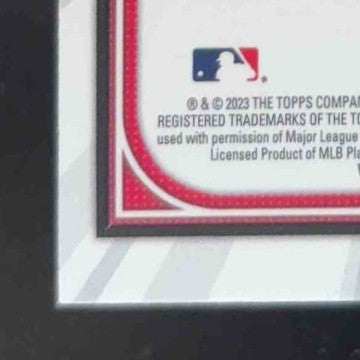 ® & © 2023 THE TOPPS COMPA
REGISTERED TRADEMARKS OF THE TO
used with permission of Major League
Licensed Product of MLB Pla